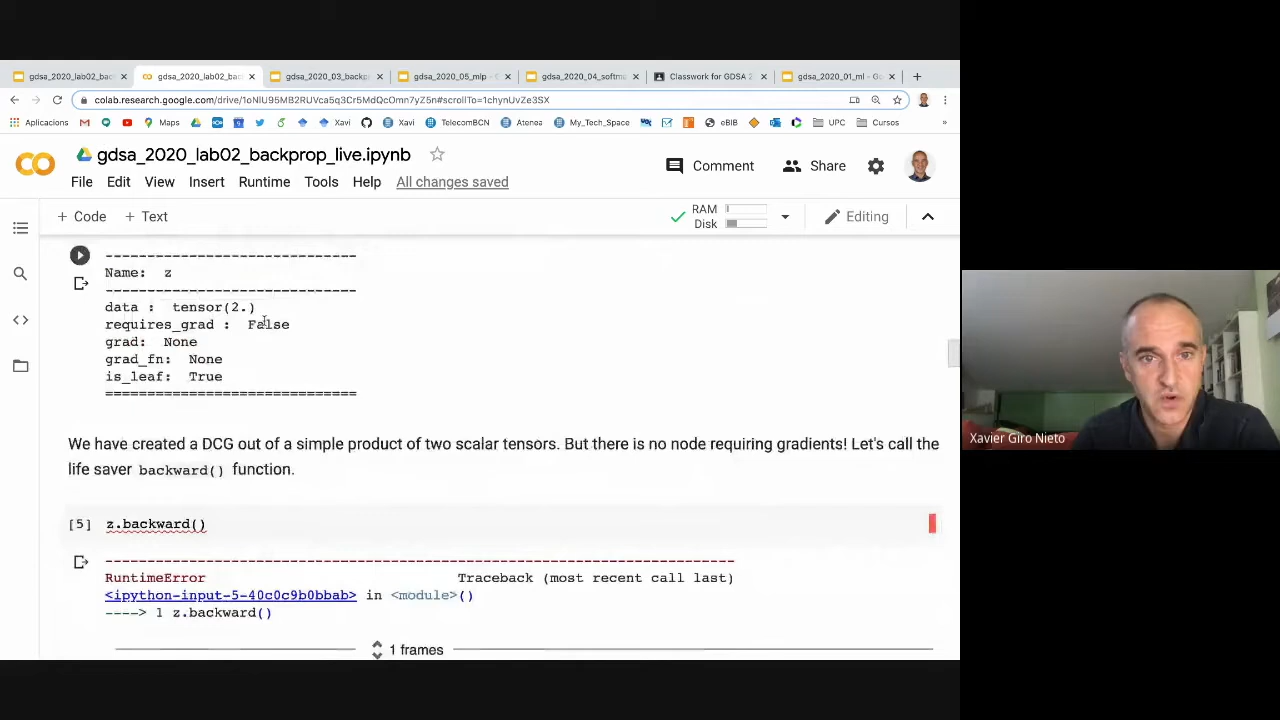 gdsa_2020_lab02_bac
gdsa_2020_lab02_bac
gdsa_2020_03_backp
gdsa_2020_05_mlp - G
gdsa_2020_04_softm
Classwork for GDSA 2
gdsa_2020_01_ml - Go
colab.research.google.com/drive/1oNlU95MB2RUVca5q3Cr5MdQcOmn7yZ5n#scrollTo=1chynUvZe3SX
Aplicaciones
Maps
Xavi
Xavi
TelecomBCN
Atenea
My_Tech_Space
eBIB
UPC
Cursos
»
CO
gdsa_2020_lab02_backprop_live.ipynb
Comment
Share
File Edit View Insert Runtime Tools Help All changes saved
+ Code + Text
RAM
Disk
Editing
------------------------------
Name: z
------------------------------
data : tensor(2.)
requires_grad : False
grad: None
grad_fn: None
is_leaf: True
==============================
We have created a DCG out of a simple product of two scalar tensors. But there is no node requiring gradients! Let's call the
life saver backward() function.
[5] z.backward()
RuntimeError Traceback (most recent call last)
<ipython-input-5-40c0c9b0bbab> in <module>()
----> 1 z.backward()
1 frames
Xavier Giro Nieto